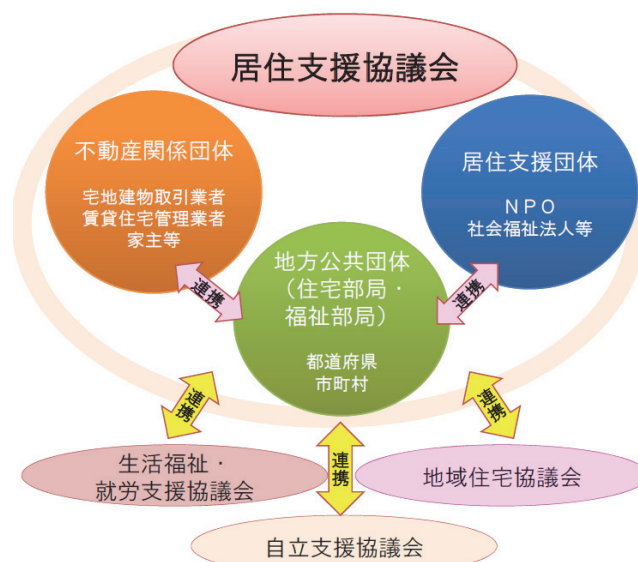 居住支援協議会
不動産関係団体
宅地建物取引業者
賃貸住宅管理業者
家主等
居住支援団体
ＮＰＯ
社会福祉法人等
地方公共団体
（住宅部局・
福祉部局）
都道府県
市町村
連携
連携
連携
連携
連携
生活福祉・
就労支援協議会
地域住宅協議会
自立支援協議会